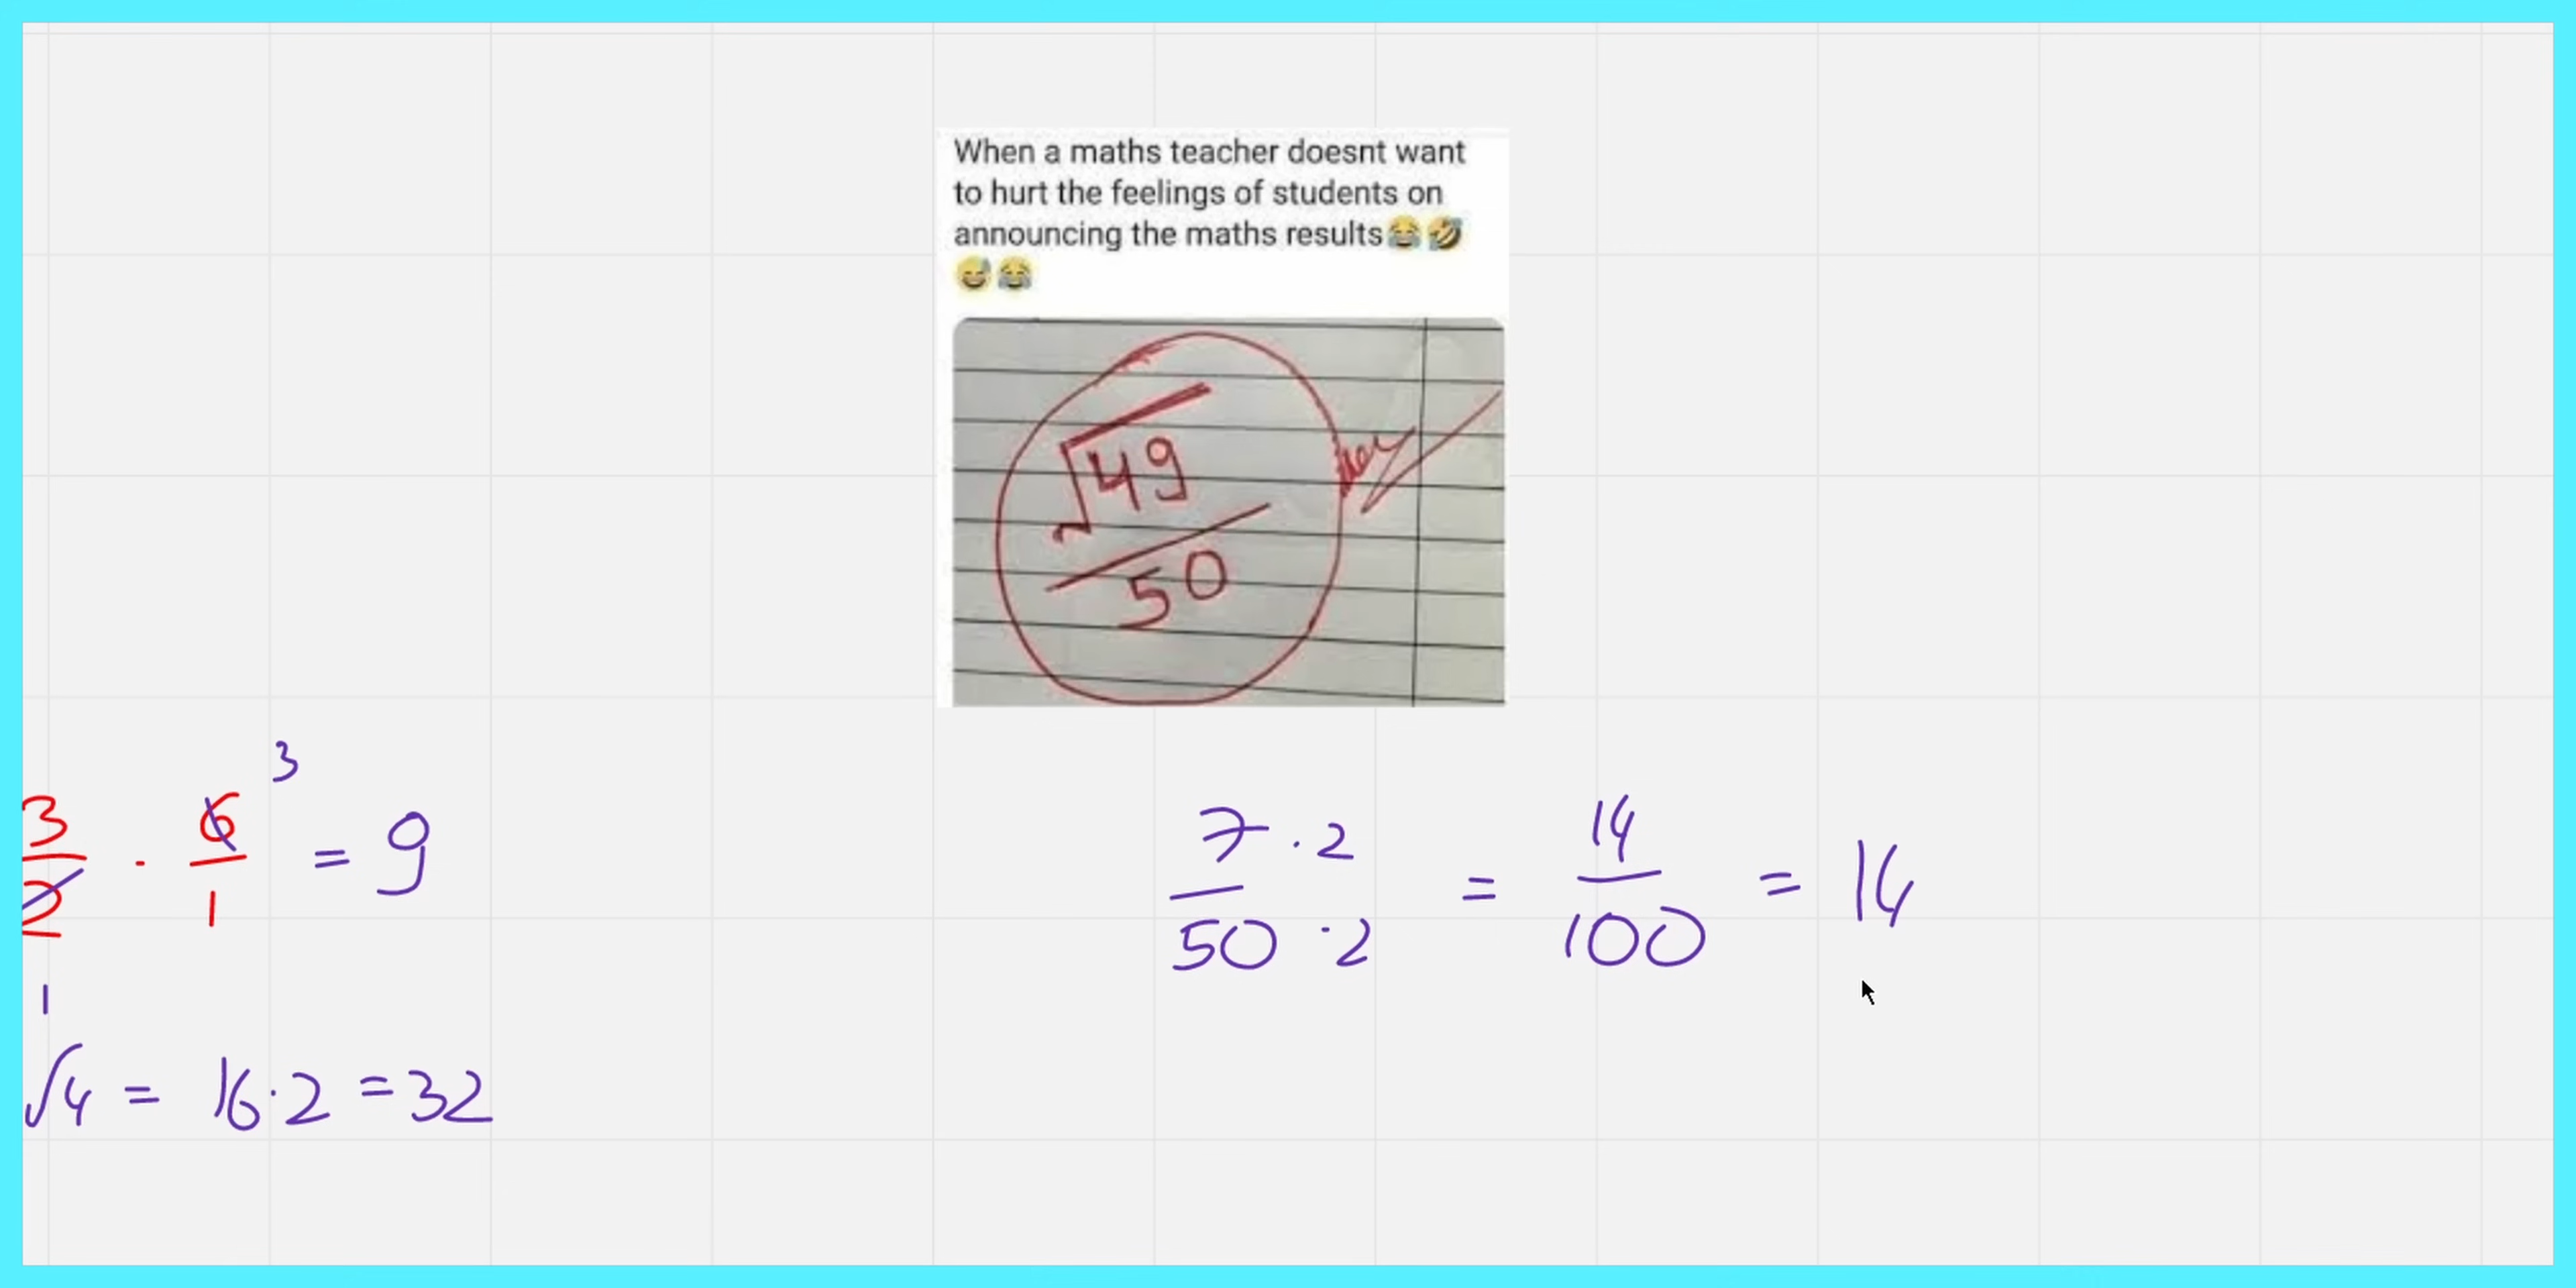 When a maths teacher doesnt want
to hurt the feelings of students on
announcing the maths results😂🤣
😅😂
√49
50
3
3/2 · 6/1 = 9
1
√4 = 16·2 = 32
7·2/50·2 = 14/100 = 14